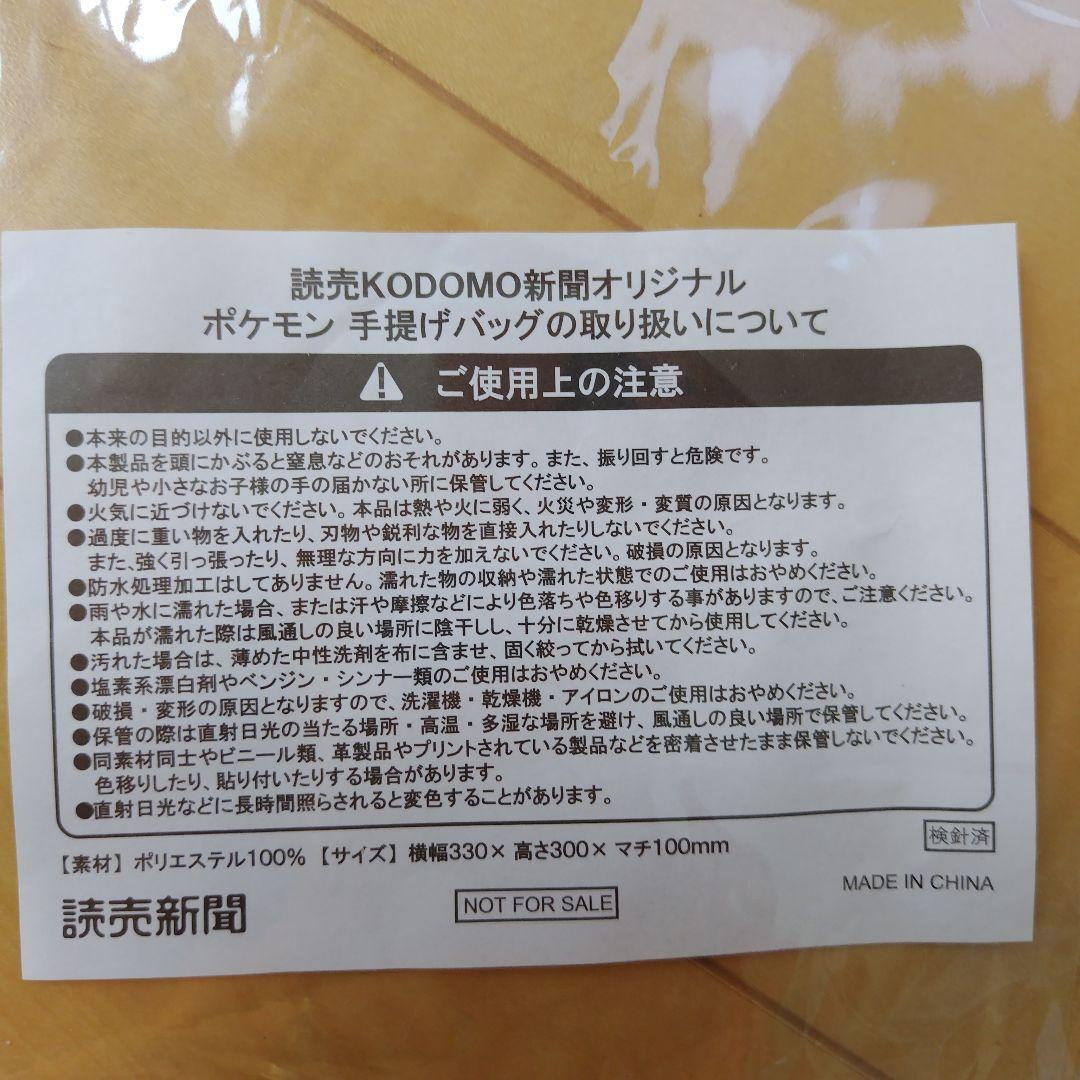 読売KODOMO新聞オリジナル
ポケモン 手提げバッグの取り扱いについて
ご使用上の注意
●本来の目的以外に使用しないでください。
●本製品を頭にかぶると窒息などのおそれがあります。また、振り回すと危険です。
幼児や小さなお子様の手の届かない所に保管してください。
●火気に近づけないでください。本品は熱や火に弱く、火災や変形・変質の原因となります。
●過度に重い物を入れたり、刃物や鋭利な物を直接入れたりしないでください。
また、強く引っ張ったり、無理な方向に力を加えないでください。破損の原因となります。
●防水処理加工はしてありません。濡れた物の収納や濡れた状態でのご使用はおやめください。
●雨や水に濡れた場合、または汗や摩擦などにより色落ちや色移りする事がありますので、ご注意ください。
本品が濡れた際は風通しの良い場所に陰干しし、十分に乾燥させてから使用してください。
●汚れた場合は、薄めた中性洗剤を布に含ませ、固く絞ってから拭いてください。
●塩素系漂白剤やベンジン・シンナー類のご使用はおやめください。
●破損・変形の原因となりますので、洗濯機・乾燥機・アイロンのご使用はおやめください。
●保管の際は直射日光の当たる場所・高温・多湿な場所を避け、風通しの良い場所で保管してください。
●同素材同士やビニール類、革製品やプリントされている製品などを密着させたまま保管しないでください。
色移りしたり、貼り付いたりする場合があります。
●直射日光などに長時間照らされると変色することがあります。
【素材】ポリエステル100% 【サイズ】横幅330×高さ300×マチ100mm
検針済
MADE IN CHINA
読売新聞
NOT FOR SALE